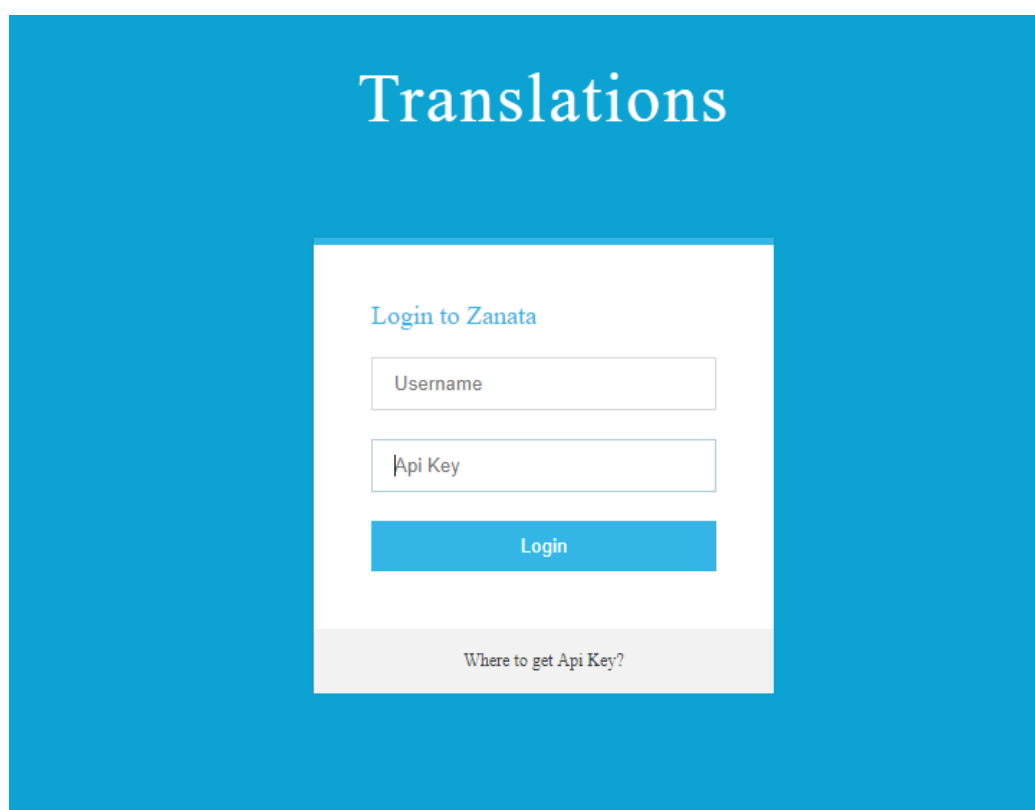 Translations
Login to Zanata
Username
Api Key
Login
Where to get Api Key?